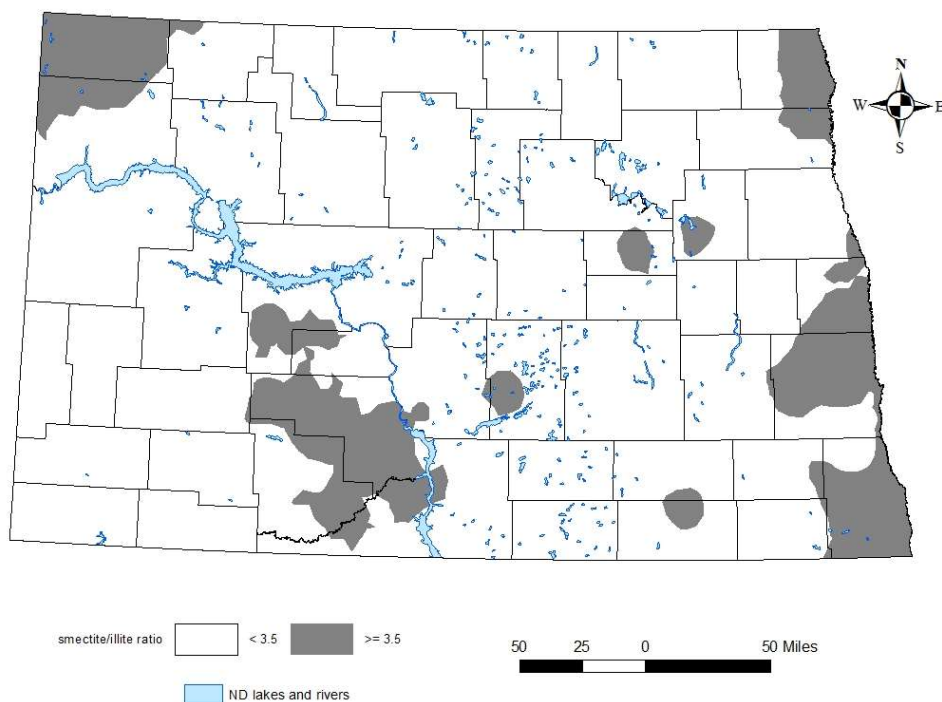 N
W E
S
smectite/illite ratio < 3.5 >= 3.5
50 25 0 50 Miles
ND lakes and rivers